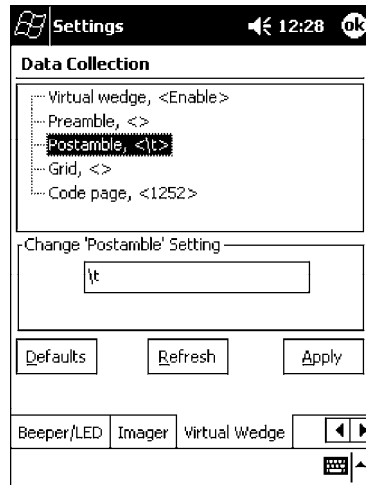 Settings 12:28 ok
Data Collection
Virtual wedge, <Enable>
Preamble, <>
Postamble, <\t>
Grid, <>
Code page, <1252>
Change 'Postamble' Setting
\t
Defaults Refresh Apply
Beeper/LED Imager Virtual Wedge